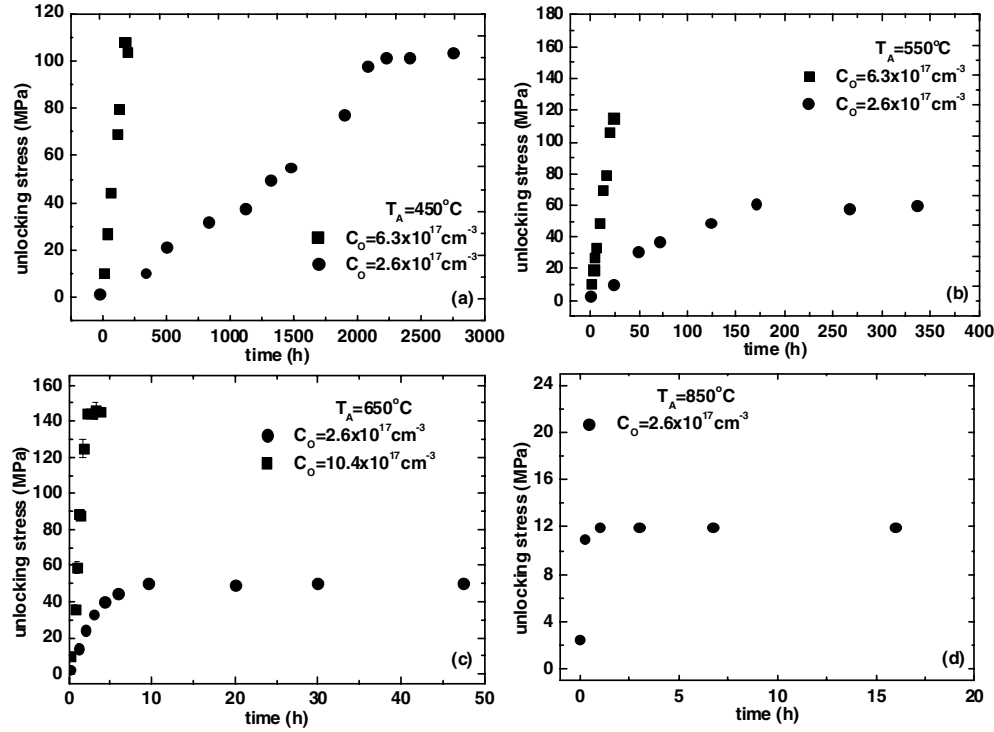 120
100
80
60
40
20
0
unlocking stress (MPa)
T_A=450°C
C_O=6.3x10^17cm^-3
C_O=2.6x10^17cm^-3
(a)
0 500 1000 1500 2000 2500 3000
time (h)
180
160
140
120
100
80
60
40
20
0
unlocking stress (MPa)
T_A=550°C
C_O=6.3x10^17cm^-3
C_O=2.6x10^17cm^-3
(b)
0 50 100 150 200 250 300 350 400
time (h)
160
140
120
100
80
60
40
20
0
unlocking stress (MPa)
T_A=650°C
C_O=2.6x10^17cm^-3
C_O=10.4x10^17cm^-3
(c)
0 10 20 30 40 50
time (h)
24
20
16
12
8
4
0
unlocking stress (MPa)
T_A=850°C
C_O=2.6x10^17cm^-3
(d)
0 5 10 15 20
time (h)